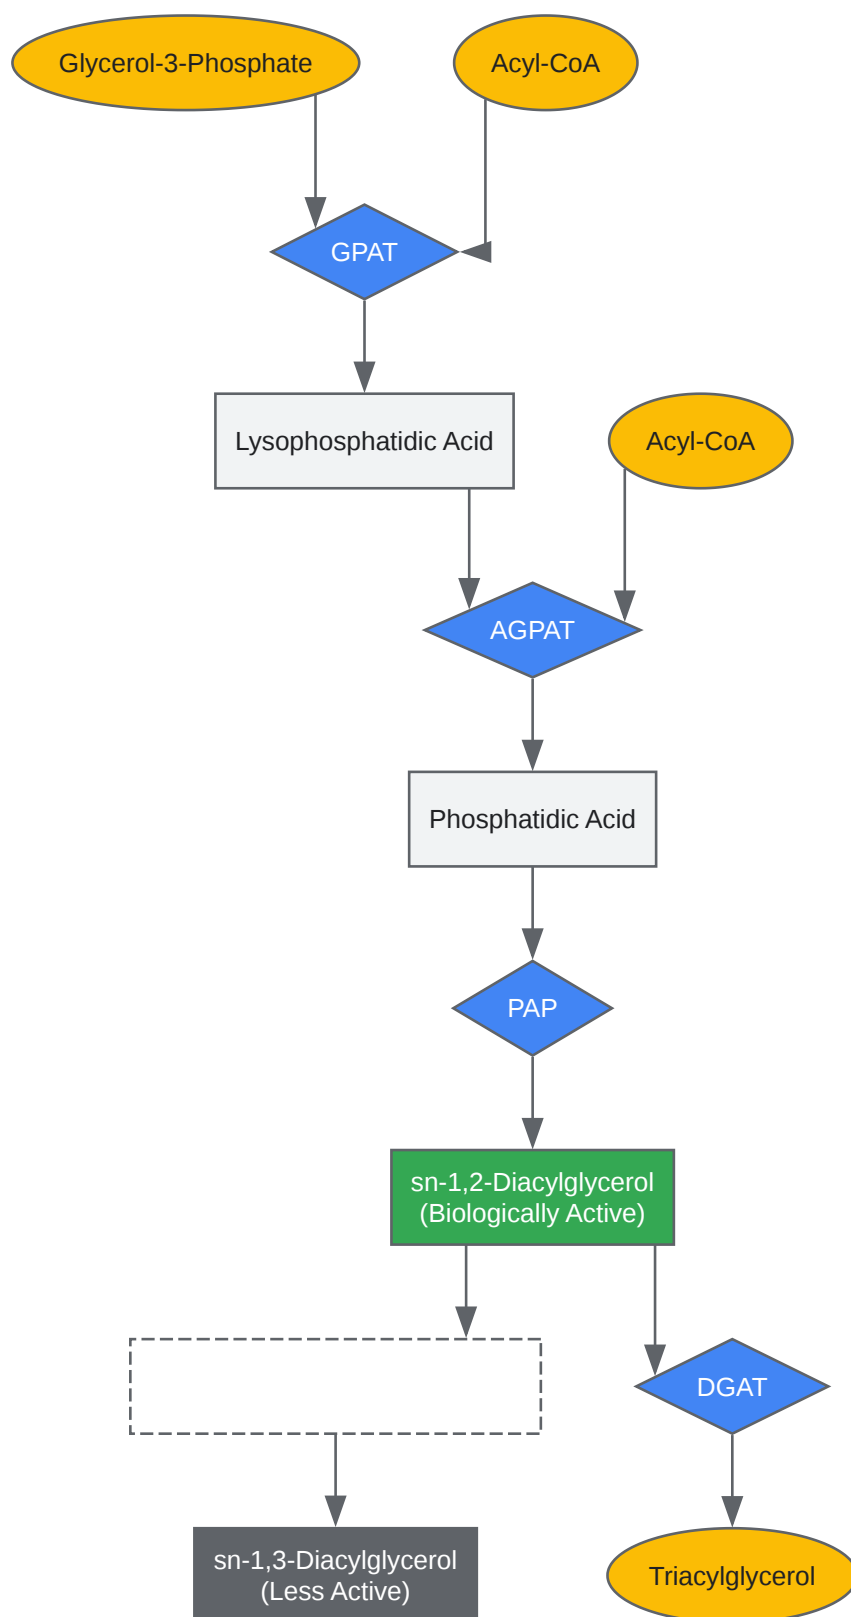 Glycerol-3-Phosphate
Acyl-CoA
GPAT
Lysophosphatidic Acid
Acyl-CoA
AGPAT
Phosphatidic Acid
PAP
sn-1,2-Diacylglycerol
(Biologically Active)
DGAT
sn-1,3-Diacylglycerol
(Less Active)
Triacylglycerol